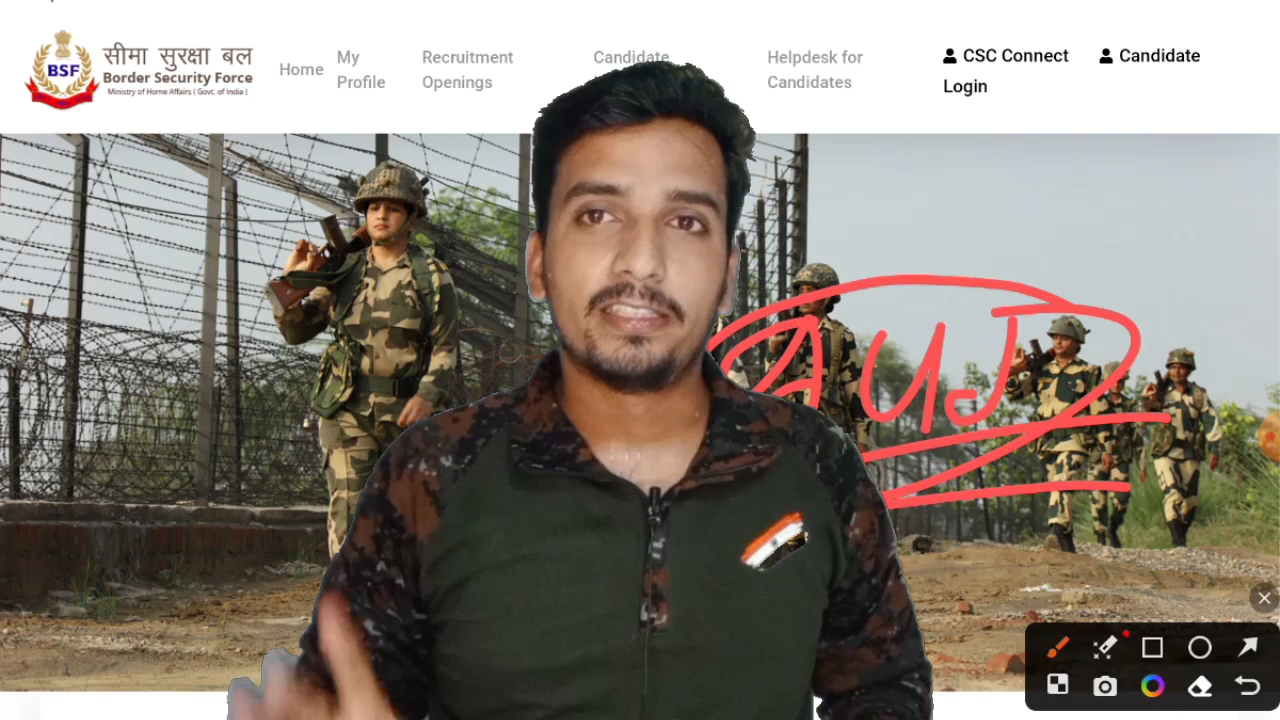 सीमा सुरक्षा बल
Border Security Force
Ministry of Home Affairs ( Govt. of India )
BSF
Home
My
Profile
Recruitment
Openings
Candidate
Helpdesk for
Candidates
CSC Connect
Candidate
Login